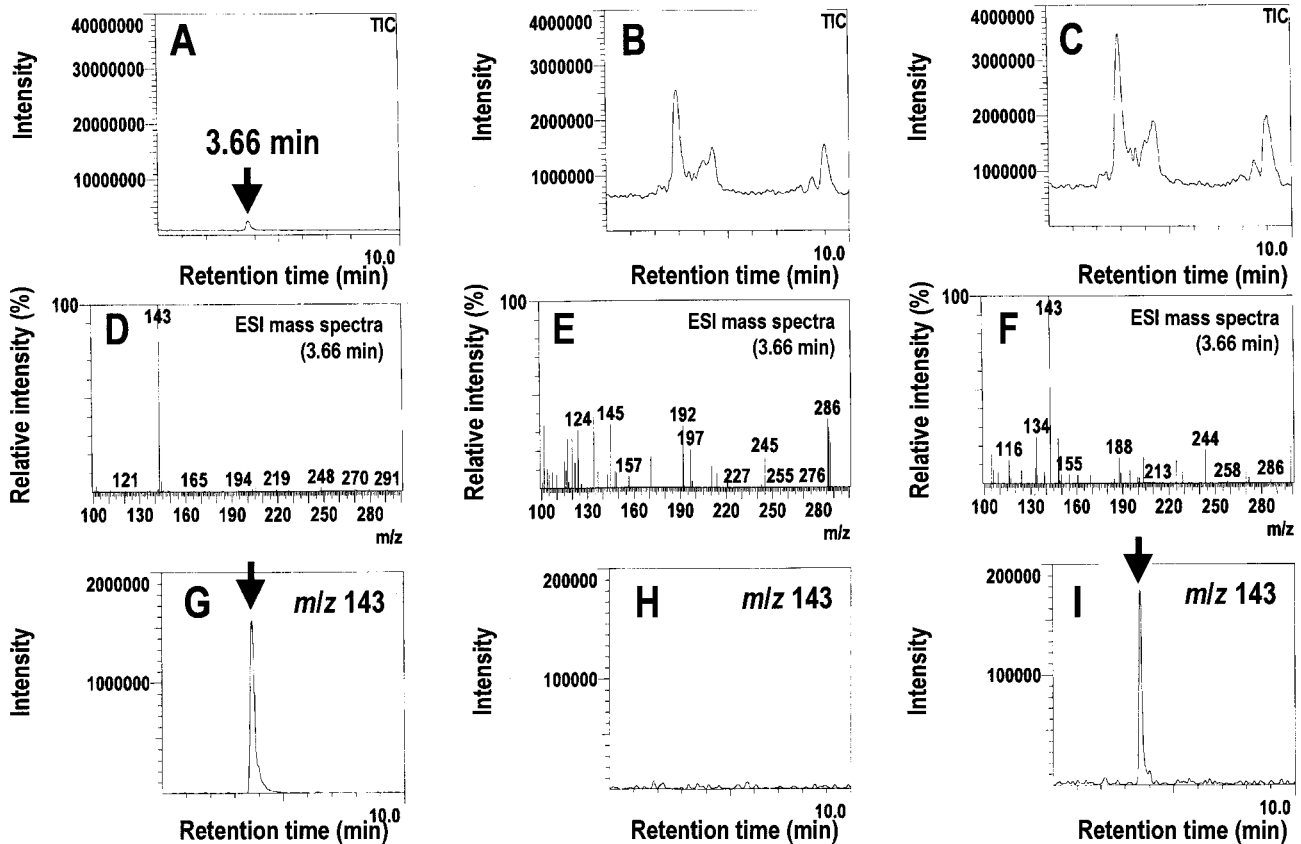 40000000
A
TIC
30000000
20000000
3.66 min
10000000
Intensity
10.0
Retention time (min)
4000000
B
TIC
3000000
2000000
1000000
Intensity
10.0
Retention time (min)
4000000
C
TIC
3000000
2000000
1000000
Intensity
10.0
Retention time (min)
100
D
143
ESI mass spectra
(3.66 min)
121 165 194 219 248 270 291
100 130 160 190 220 250 280
m/z
Relative intensity (%)
100
E
ESI mass spectra
(3.66 min)
124 145 192 286
197 245
157 227 255 276
100 130 160 190 220 250 280
m/z
Relative intensity (%)
100
F
143
ESI mass spectra
(3.66 min)
134 244
116 155 188 213 258 286
100 130 160 190 220 250 280
m/z
Relative intensity (%)
2000000
G
m/z 143
1000000
Intensity
10.0
Retention time (min)
200000
H
m/z 143
100000
Intensity
10.0
Retention time (min)
200000
I
m/z 143
100000
Intensity
10.0
Retention time (min)